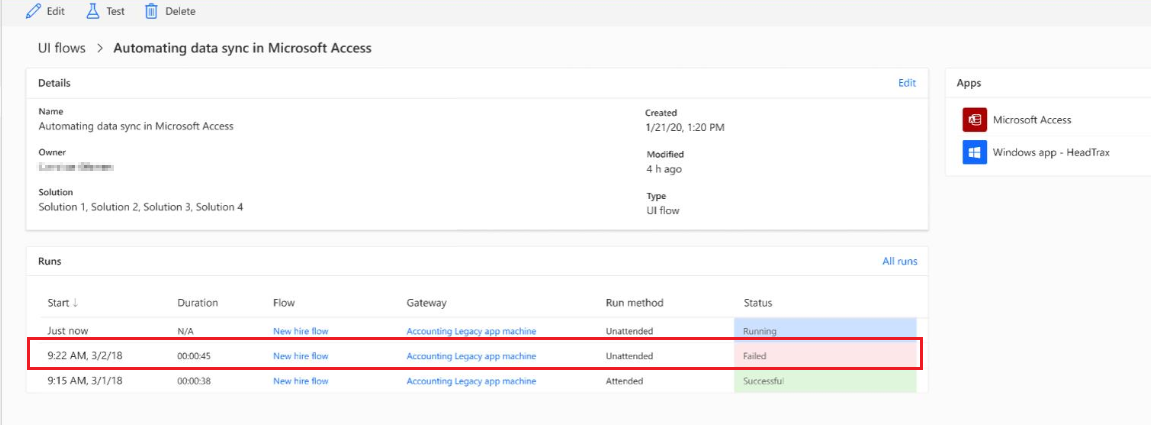 Edit Test Delete
UI flows > Automating data sync in Microsoft Access
Details Edit
Name
Automating data sync in Microsoft Access
Owner
Solution
Solution 1, Solution 2, Solution 3, Solution 4
Created
1/21/20, 1:20 PM
Modified
4 h ago
Type
UI flow
Apps
Microsoft Access
Windows app - HeadTrax
Runs All runs
Start ↓ Duration Flow Gateway Run method Status
Just now N/A New hire flow Accounting Legacy app machine Unattended Running
9:22 AM, 3/2/18 00:00:45 New hire flow Accounting Legacy app machine Unattended Failed
9:15 AM, 3/1/18 00:00:38 New hire flow Accounting Legacy app machine Attended Successful